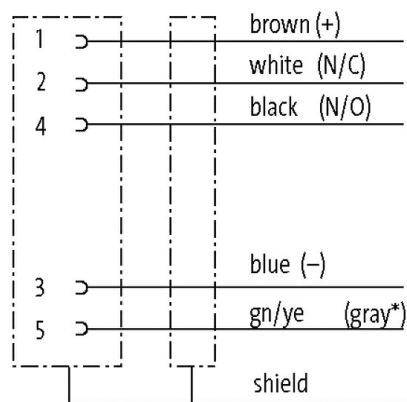 1 brown (+)
2 white (N/C)
4 black (N/O)
3 blue (–)
5 gn/ye (gray*)
shield